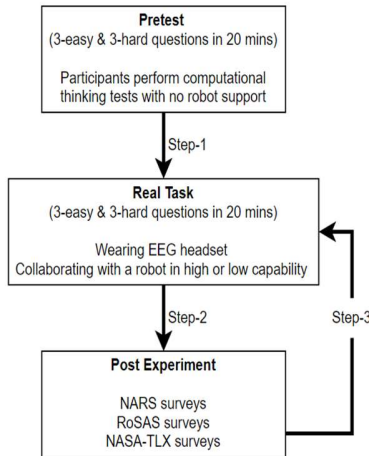 Pretest
(3-easy & 3-hard questions in 20 mins)
Participants perform computational
thinking tests with no robot support
Step-1
Real Task
(3-easy & 3-hard questions in 20 mins)
Wearing EEG headset
Collaborating with a robot in high or low capability
Step-2
Step-3
Post Experiment
NARS surveys
RoSAS surveys
NASA-TLX surveys